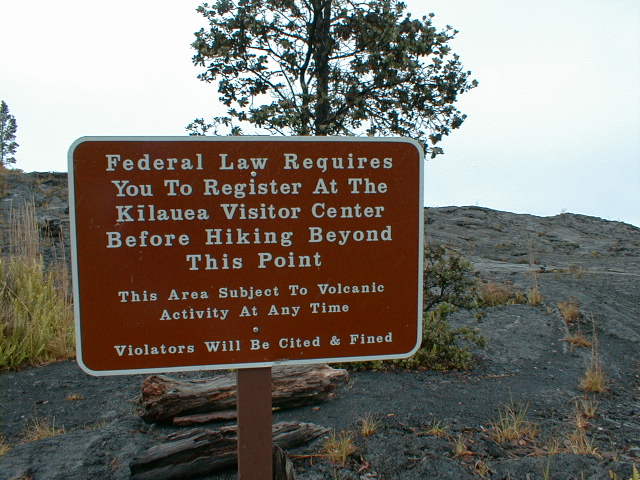 Federal Law Requires
You To Register At The
Kilauea Visitor Center
Before Hiking Beyond
This Point
This Area Subject To Volcanic
Activity At Any Time
Violators Will Be Cited & Fined